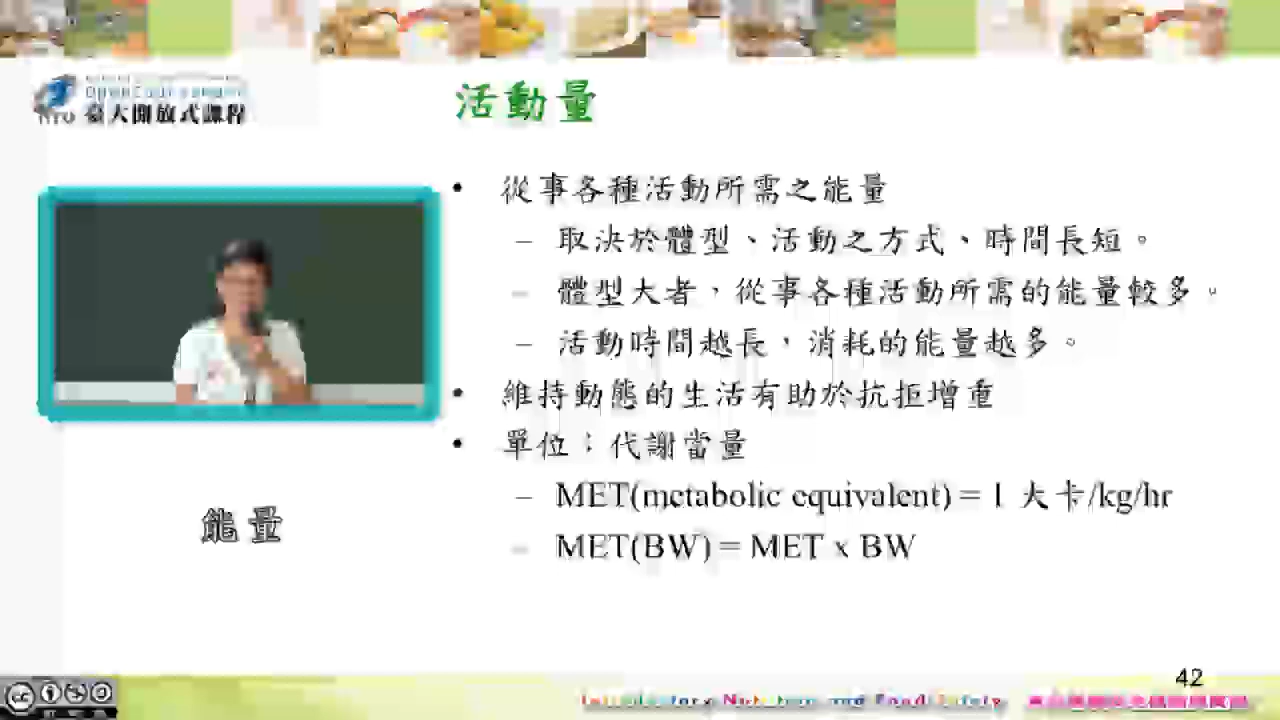 OpenCourseWare
NTU 臺大開放式課程
活動量
• 從事各種活動所需之能量
– 取決於體型、活動之方式、時間長短。
– 體型大者，從事各種活動所需的能量較多。
– 活動時間越長，消耗的能量越多。
• 維持動態的生活有助於抗拒增重
• 單位：代謝當量
– MET(metabolic equivalent) = 1 大卡/kg/hr
– MET(BW) = MET x BW
能量
42
cc
Introductory Nutrition and Food Safety